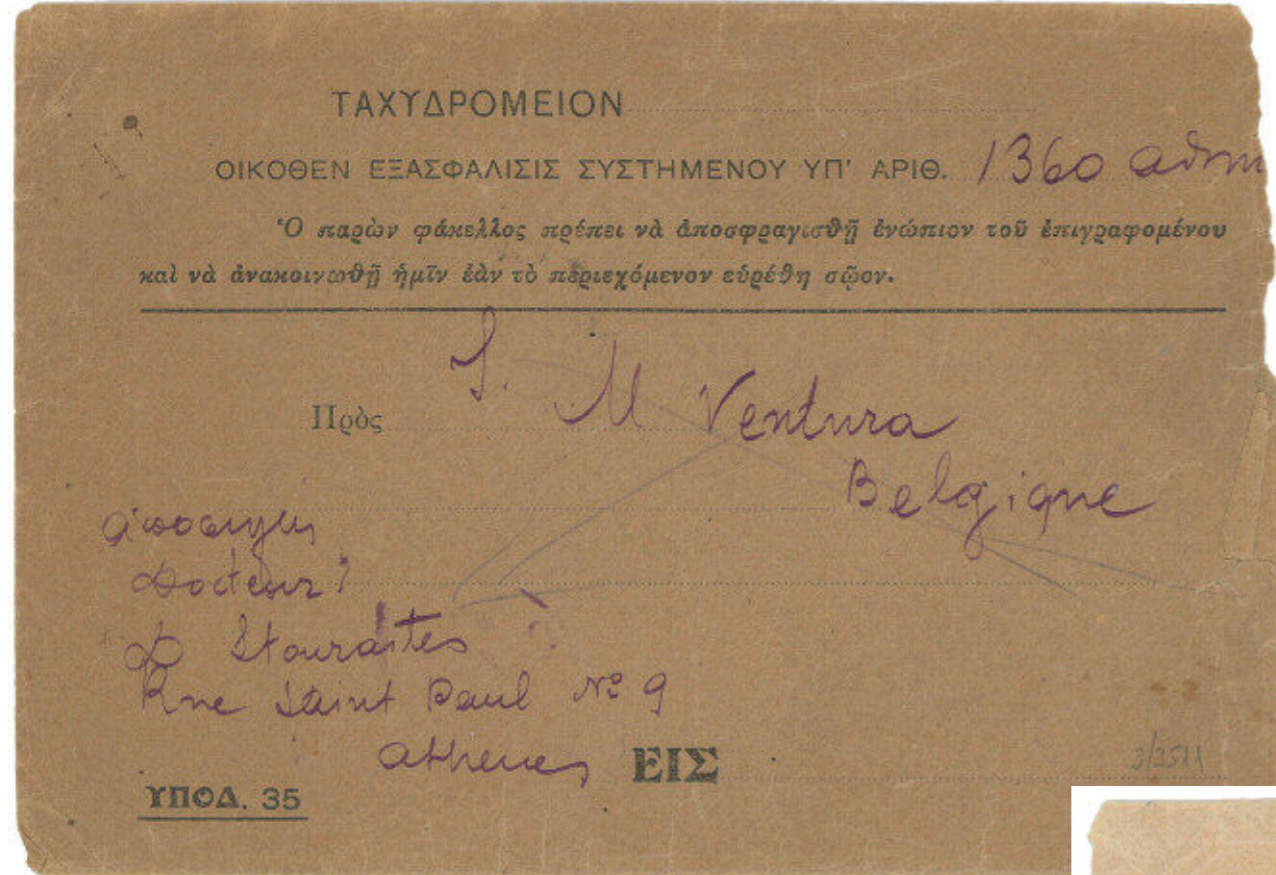 ΤΑΧΥΔΡΟΜΕΙΟΝ
ΟΙΚΟΘΕΝ ΕΞΑΣΦΑΛΙΣΙΣ ΣΥΣΤΗΜΕΝΟΥ ΥΠ' ΑΡΙΘ. 1360
Ὁ παρὼν φάκελλος πρέπει νὰ ἀποσφραγισθῇ ἐνώπιον τοῦ ἐπιγραφομένου
καὶ νὰ ἀνακοινωθῇ ἡμῖν ἐὰν τὸ περιεχόμενον εὑρέθη σῷον.
Πρὸς S. M Ventura
Belgique
Docteur
D Stouraites
Rue Saint Paul Nº 9
Athenes
ΕΙΣ
ΥΠΟΔ. 35